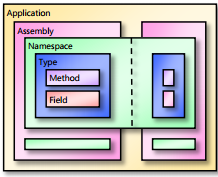 Application
Assembly
Namespace
Type
Method
Field